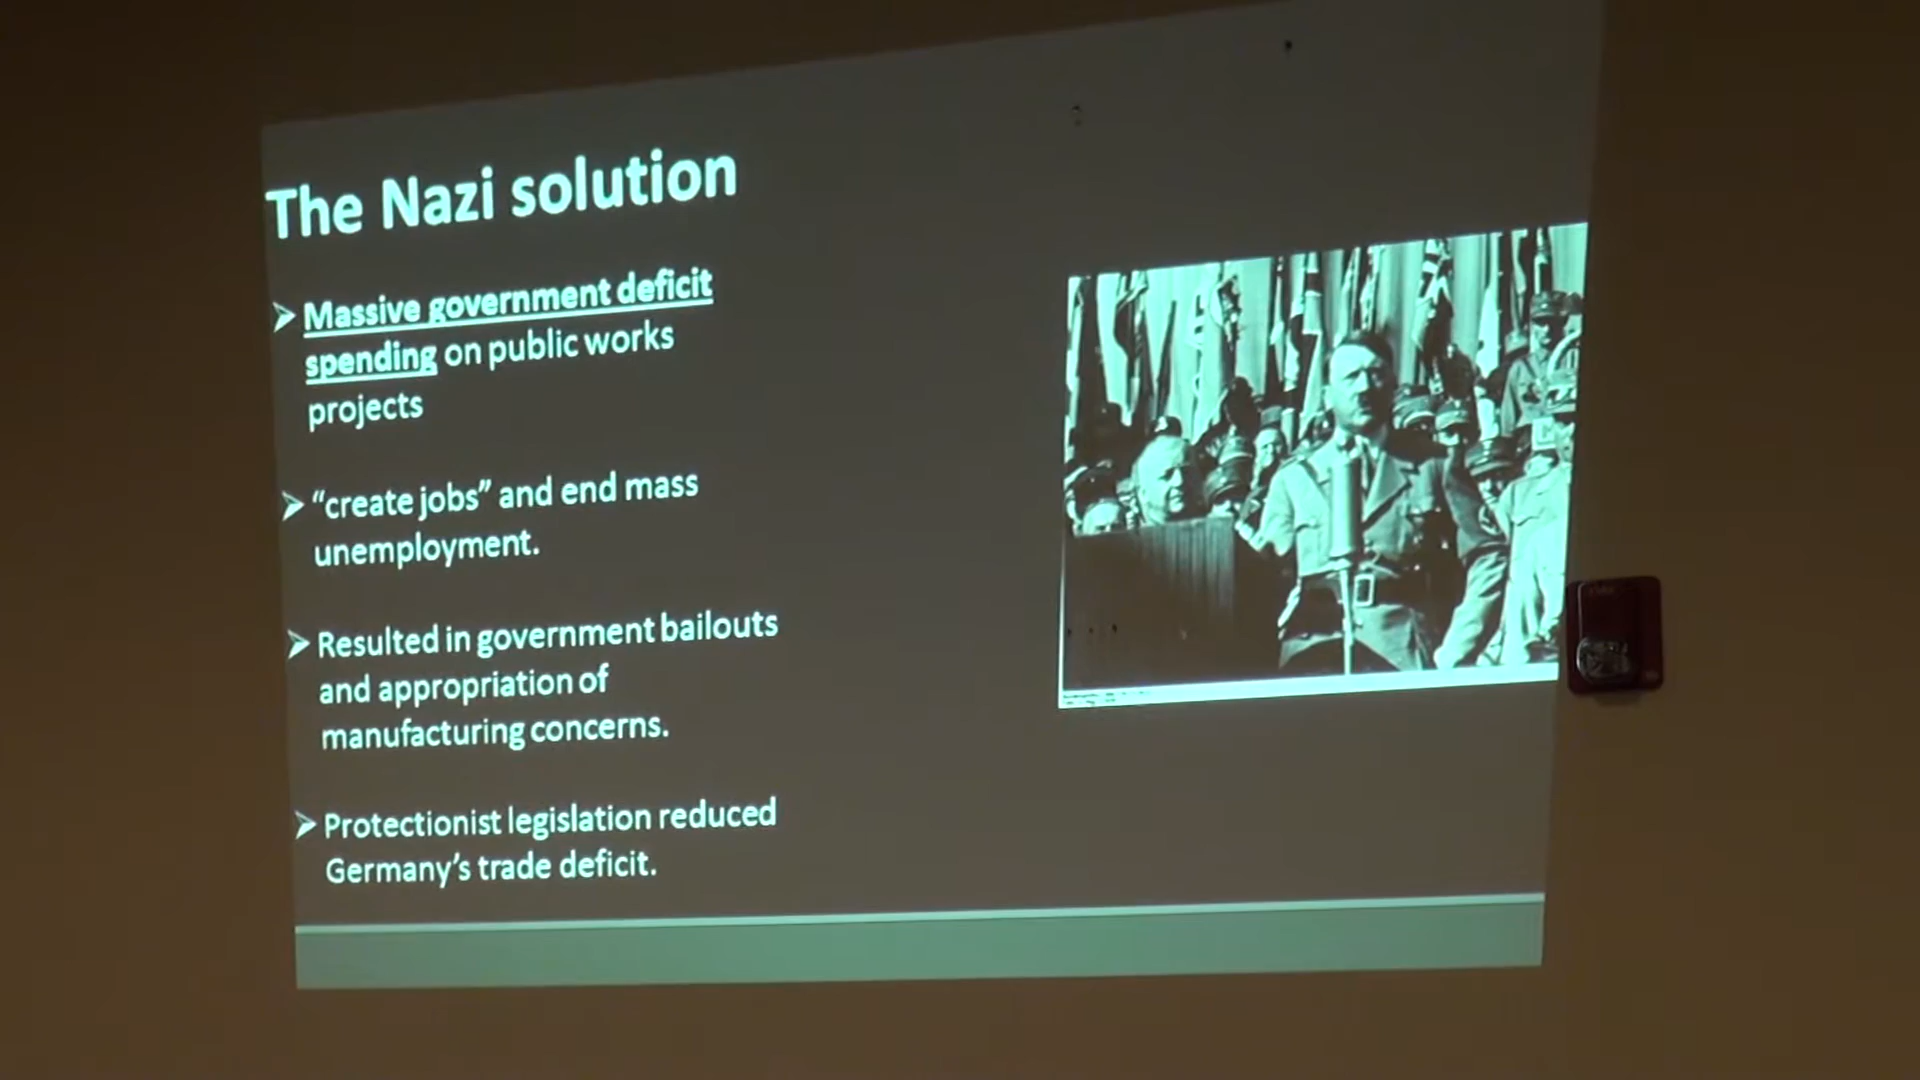 The Nazi solution
➤ Massive government deficit
spending on public works
projects
➤ “create jobs” and end mass
unemployment.
➤ Resulted in government bailouts
and appropriation of
manufacturing concerns.
➤ Protectionist legislation reduced
Germany’s trade deficit.